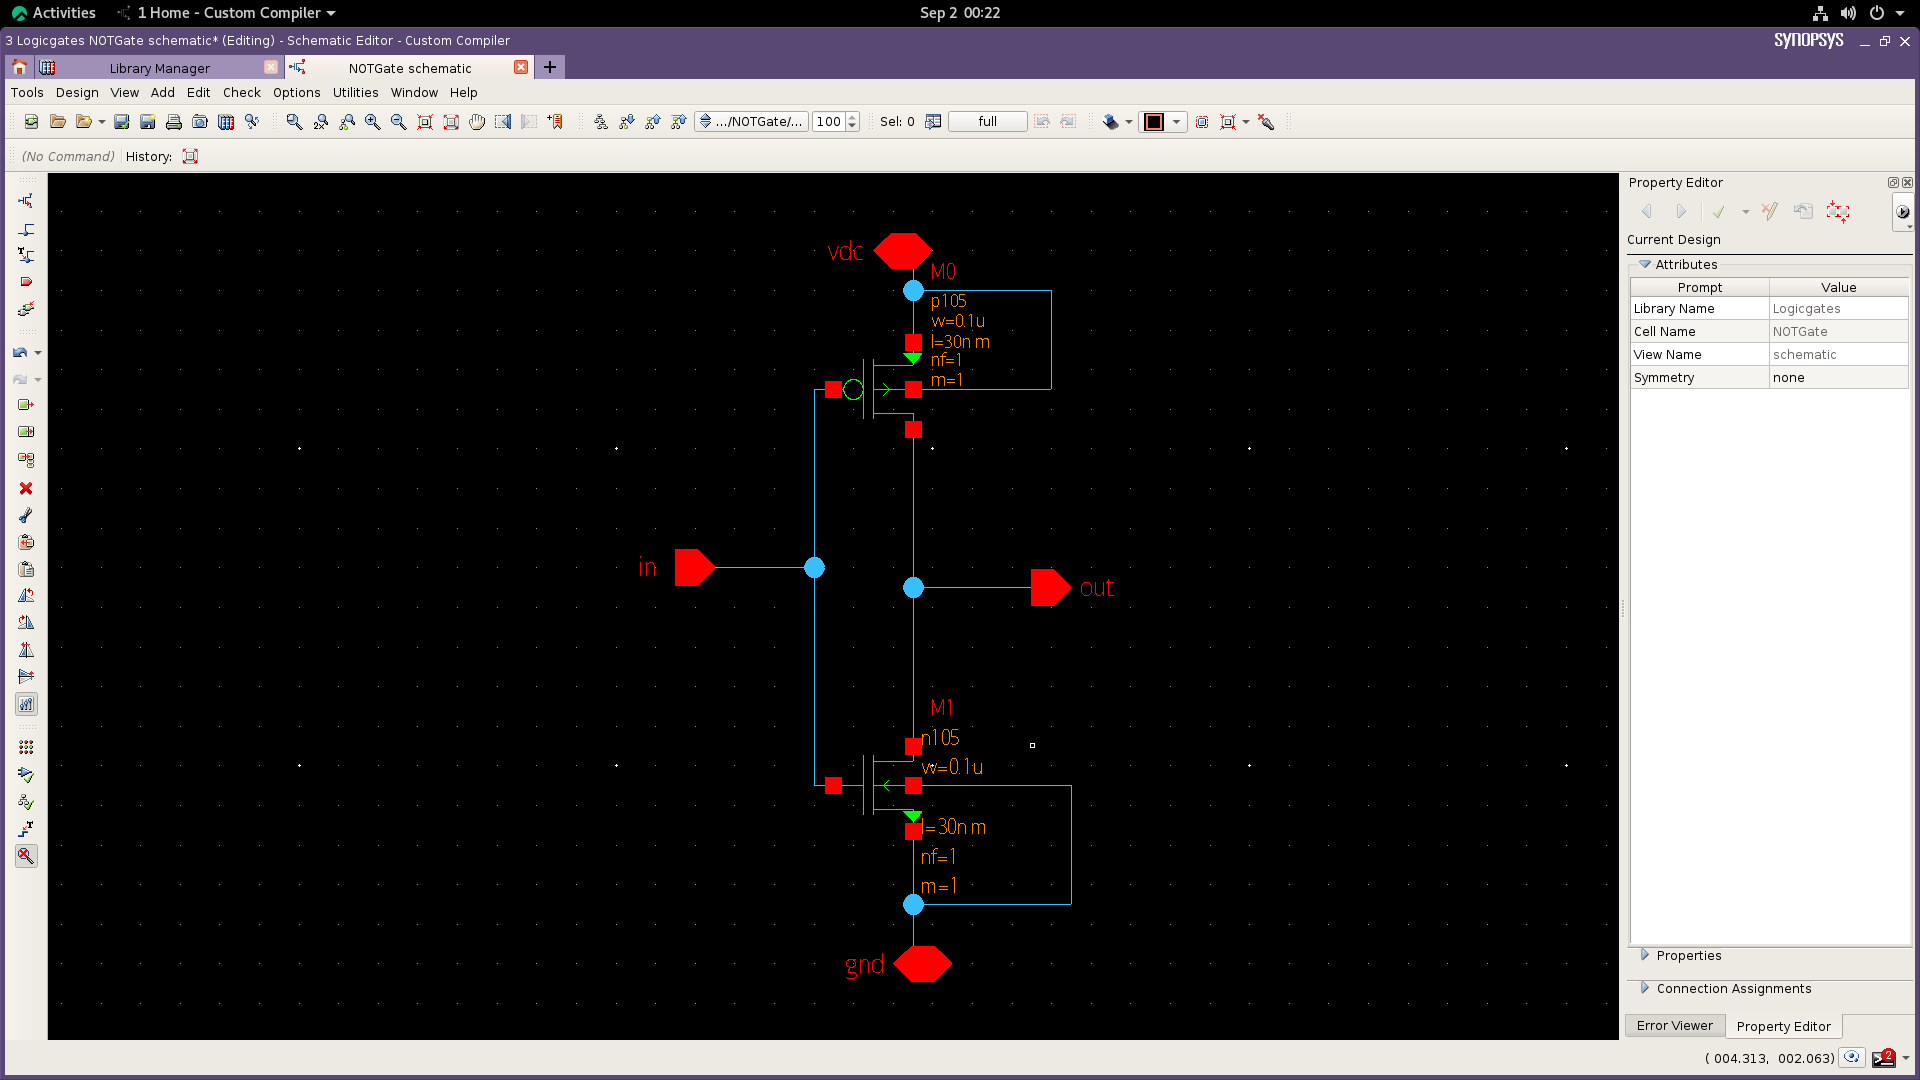 Activities
1 Home - Custom Compiler
Sep 2 00:22
3 Logicgates NOTGate schematic* (Editing) - Schematic Editor - Custom Compiler
SYNOPSYS
Library Manager
NOTGate schematic
Tools Design View Add Edit Check Options Utilities Window Help
2X
.../NOTGate/...
100
Sel: 0
full
(No Command) History:
Property Editor
Current Design
Attributes
Prompt Value
Library Name Logicgates
Cell Name NOTGate
View Name schematic
Symmetry none
vdc
M0
p105
w=0.1u
l=30n m
nf=1
m=1
in
out
M1
n105
w=0.1u
l=30n m
nf=1
m=1
gnd
Properties
Connection Assignments
Error Viewer Property Editor
( 004.313, 002.063)
2